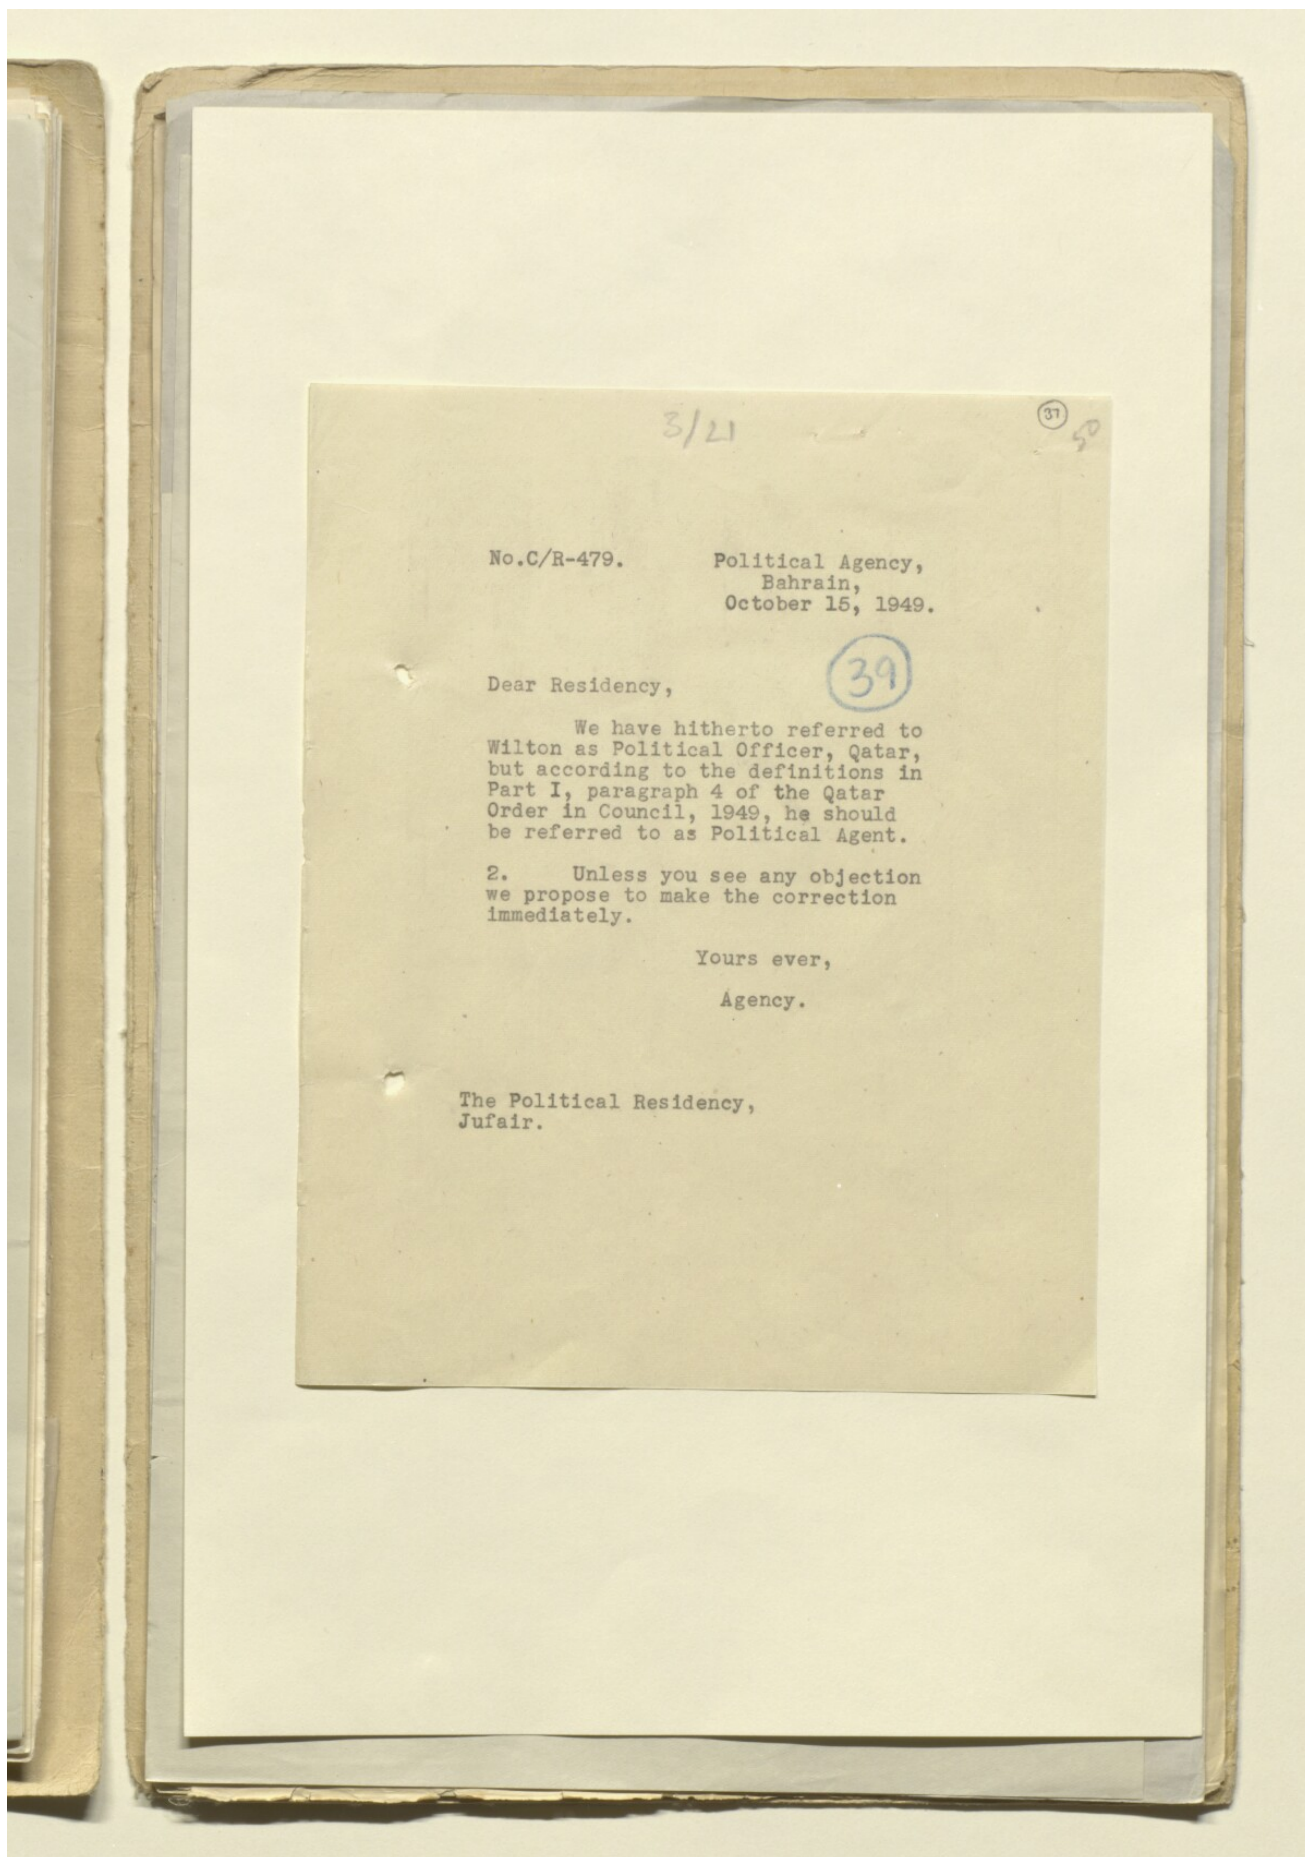 3/21
37
50
No.C/R-479. Political Agency,
Bahrain,
October 15, 1949.
39
Dear Residency,
We have hitherto referred to
Wilton as Political Officer, Qatar,
but according to the definitions in
Part I, paragraph 4 of the Qatar
Order in Council, 1949, he should
be referred to as Political Agent.
2. Unless you see any objection
we propose to make the correction
immediately.
Yours ever,
Agency.
The Political Residency,
Jufair.